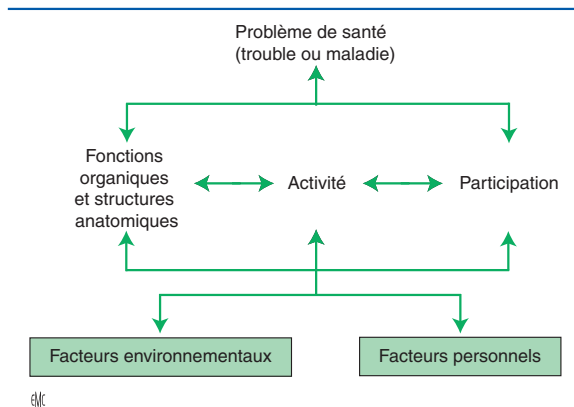 Problème de santé
(trouble ou maladie)
Fonctions
organiques
et structures
anatomiques
Activité
Participation
Facteurs environnementaux
Facteurs personnels
EMC